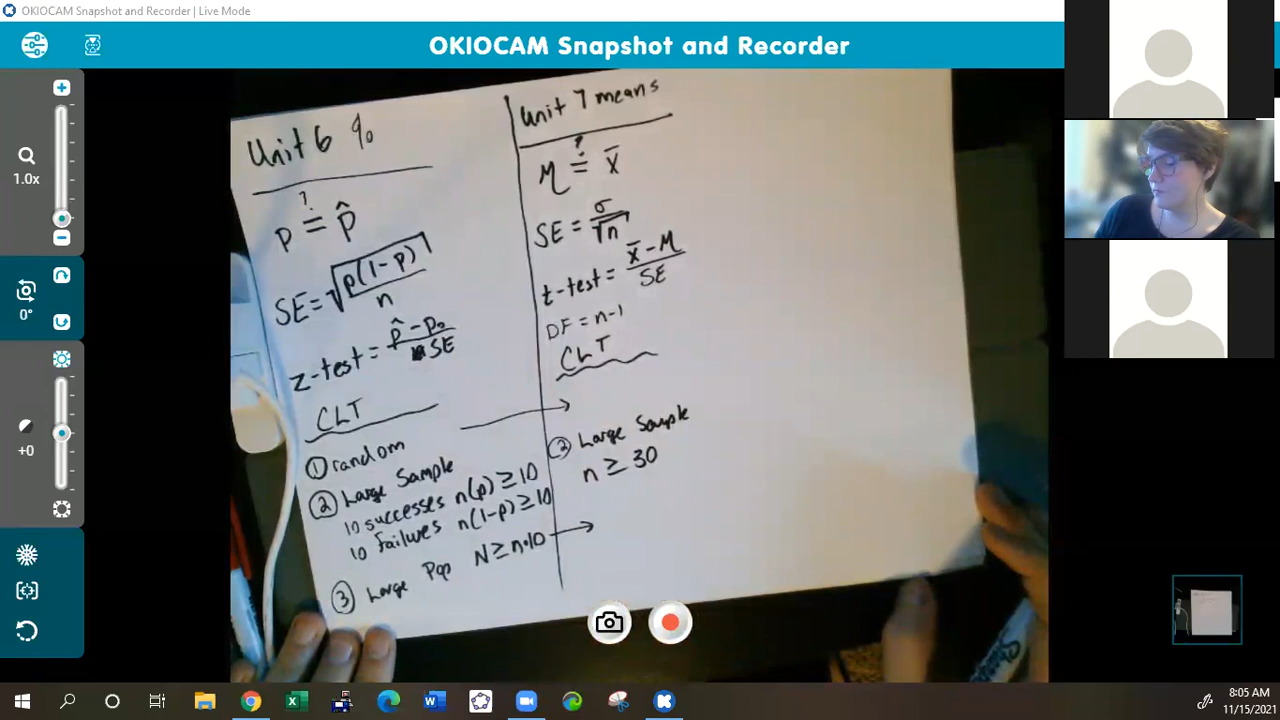 OKIOCAM Snapshot and Recorder | Live Mode
OKIOCAM Snapshot and Recorder
1.0x
0°
+0
Unit 6 %
p ≟ p̂
SE = √(p(1-p)/n)
z-test = (p̂ - p₀)/SE
CLT
① random
② Large Sample
10 successes n(p) ≥ 10
10 failures n(1-p) ≥ 10
③ Large Pop N ≥ n·10
Unit 7 means
M ≟ x̄
SE = σ/√n
t-test = (x̄ - M)/SE
DF = n-1
CLT
② Large Sample
n ≥ 30
8:05 AM
11/15/2021